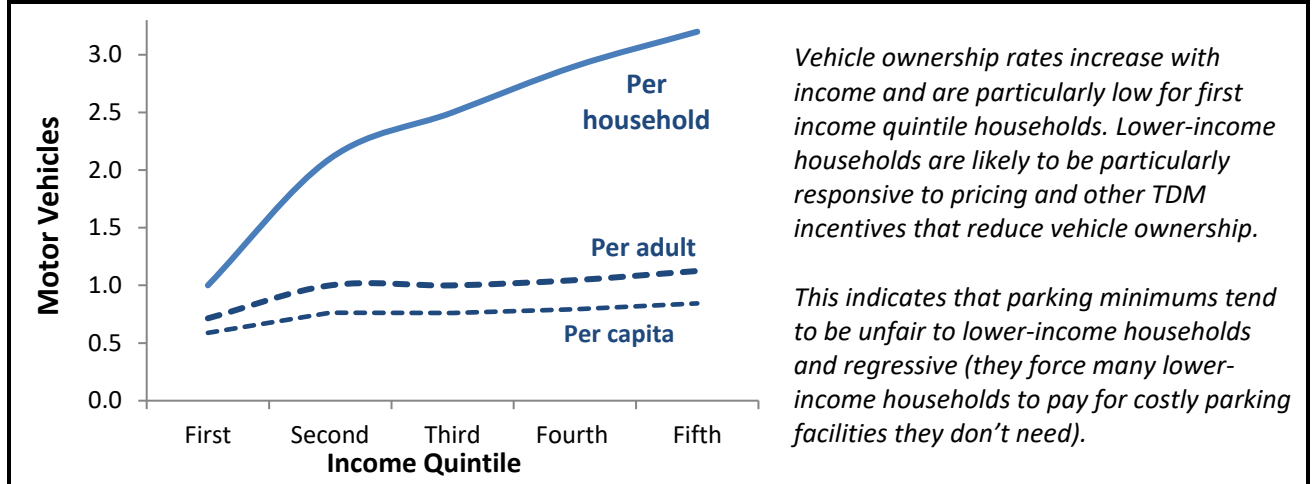 3.0
2.5
2.0
1.5
1.0
0.5
0.0
Motor Vehicles
Per
household
Per adult
Per capita
First Second Third Fourth Fifth
Income Quintile
Vehicle ownership rates increase with
income and are particularly low for first
income quintile households. Lower-income
households are likely to be particularly
responsive to pricing and other TDM
incentives that reduce vehicle ownership.
This indicates that parking minimums tend
to be unfair to lower-income households
and regressive (they force many lower-
income households to pay for costly parking
facilities they don’t need).